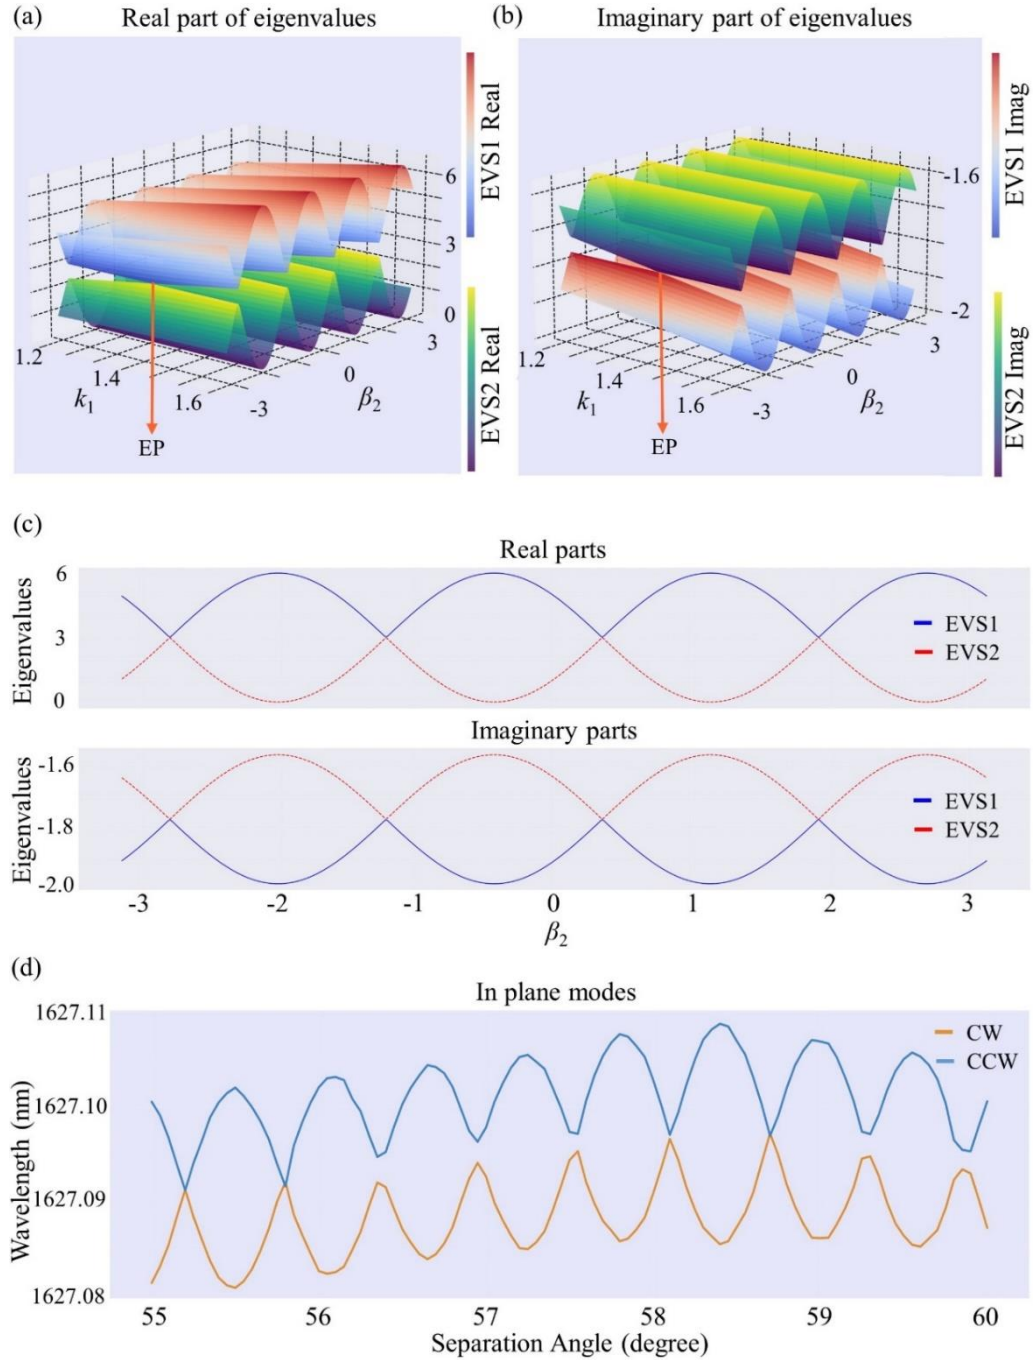 (a)
Real part of eigenvalues
EVS1 Real
EVS2 Real
6
3
0
1.2
1.4
1.6
k1
-3
0
3
β2
EP
(b)
Imaginary part of eigenvalues
EVS1 Imag
EVS2 Imag
-1.6
-2
1.2
1.4
1.6
k1
-3
0
3
β2
EP
(c)
Real parts
Eigenvalues
6
3
0
EVS1
EVS2
Imaginary parts
Eigenvalues
-1.6
-1.8
-2.0
EVS1
EVS2
-3 -2 -1 0 1 2 3
β2
(d)
In plane modes
Wavelength (nm)
1627.11
1627.10
1627.09
1627.08
CW
CCW
55 56 57 58 59 60
Separation Angle (degree)